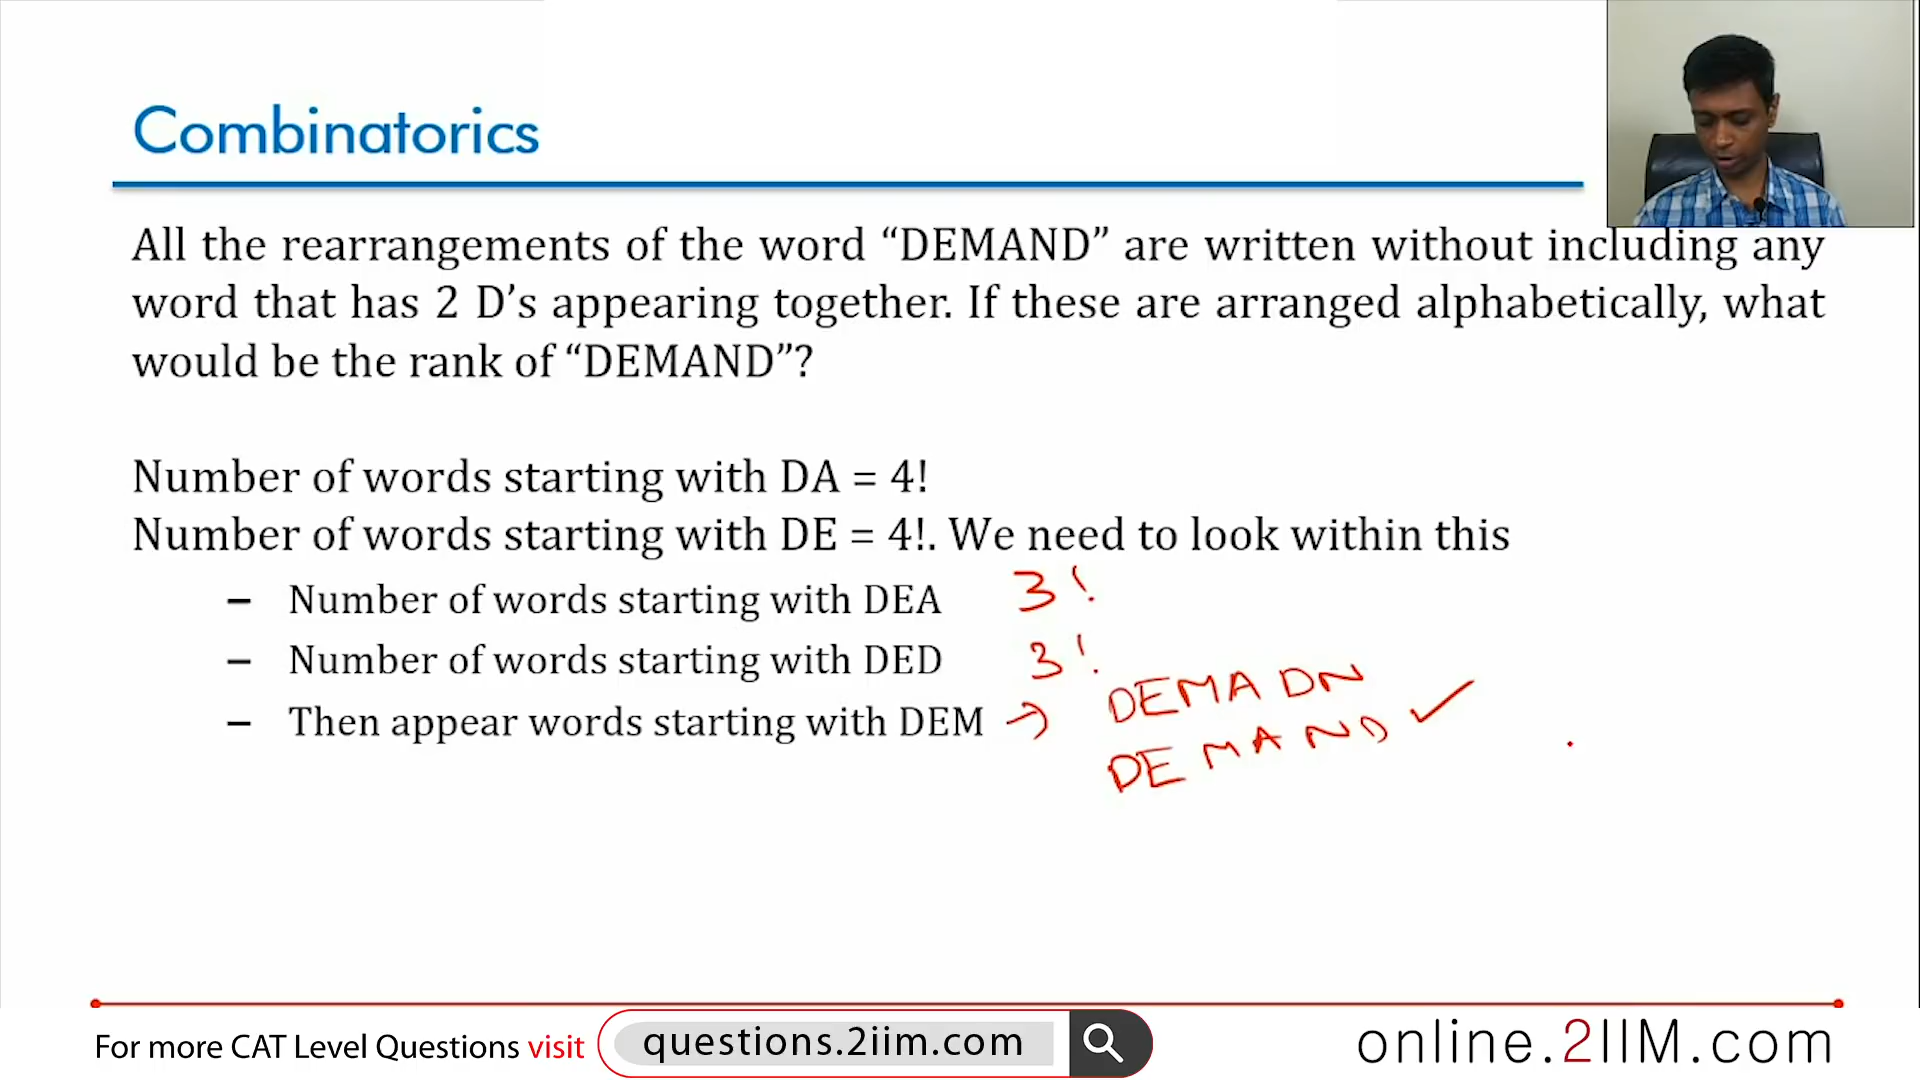 Combinatorics
All the rearrangements of the word “DEMAND” are written without including any
word that has 2 D’s appearing together. If these are arranged alphabetically, what
would be the rank of “DEMAND”?
Number of words starting with DA = 4!
Number of words starting with DE = 4!. We need to look within this
– Number of words starting with DEA 3!
– Number of words starting with DED 3!
– Then appear words starting with DEM → DEMADN
DEMAND ✓
For more CAT Level Questions visit questions.2iim.com online.2IIM.com